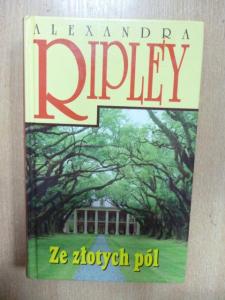 ALEXANDRA
RIPLEY
Ze złotych pól